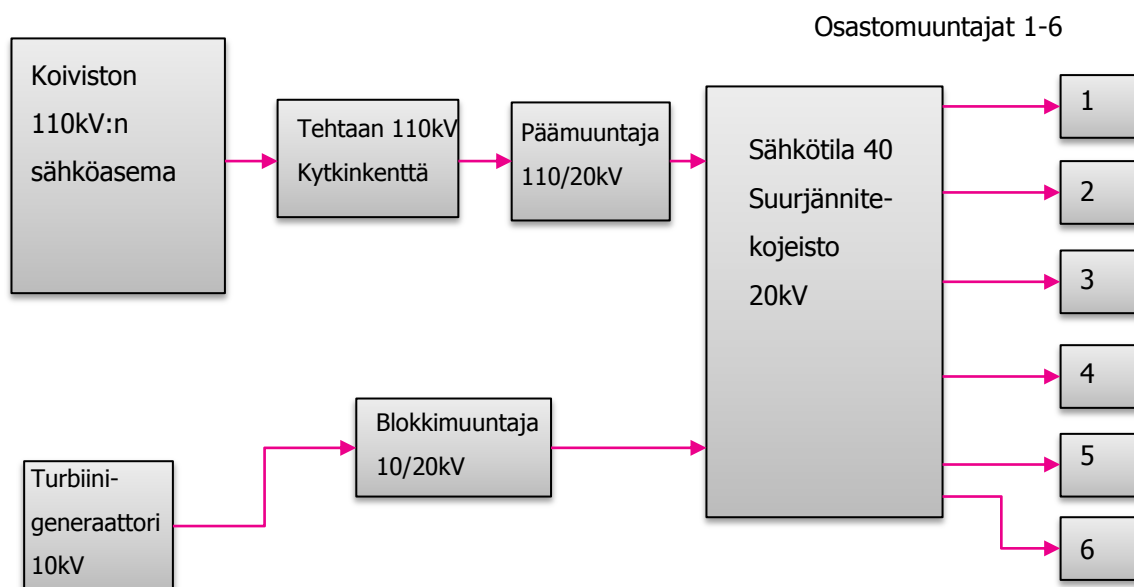 Osastomuuntajat 1-6
Koiviston
110kV:n
sähköasema
Tehtaan 110kV
Kytkinkenttä
Päämuuntaja
110/20kV
Sähkötila 40
Suurjännite-
kojeisto
20kV
1
2
3
4
5
6
Blokkimuuntaja
10/20kV
Turbiini-
generaattori
10kV